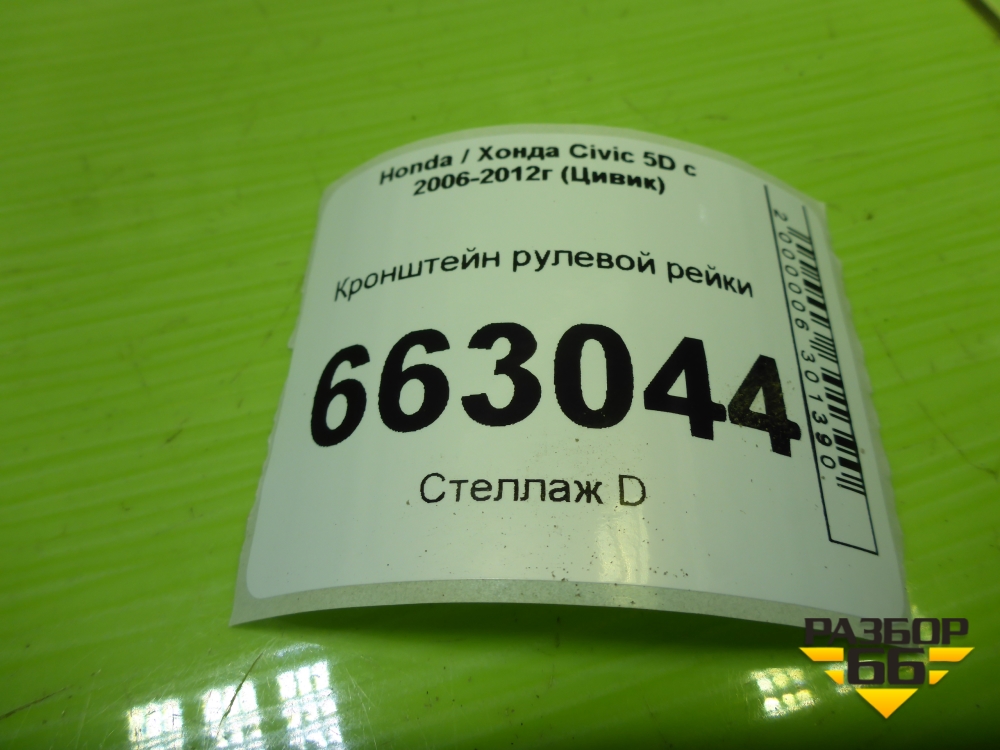 Honda / Хонда Civic 5D с
2006-2012г (Цивик)
Кронштейн рулевой рейки
663044
Стеллаж D
2000006301390
РАЗБОР
66